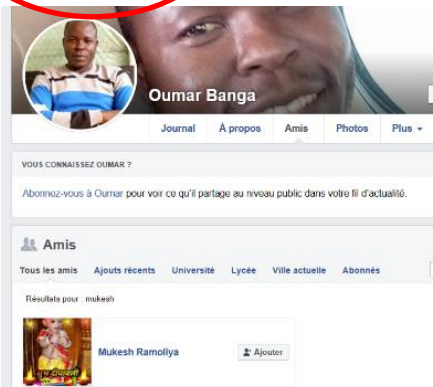 Oumar Banga
Journal À propos Amis Photos Plus
VOUS CONNAISSEZ OUMAR ?
Abonnez-vous à Oumar pour voir ce qu'il partage au niveau public dans votre fil d'actualité.
Amis
Tous les amis Ajouts récents Université Lycée Ville actuelle Abonnés
Résultats pour : mukesh
Mukesh Ramoliya Ajouter
शुभ दीपावली